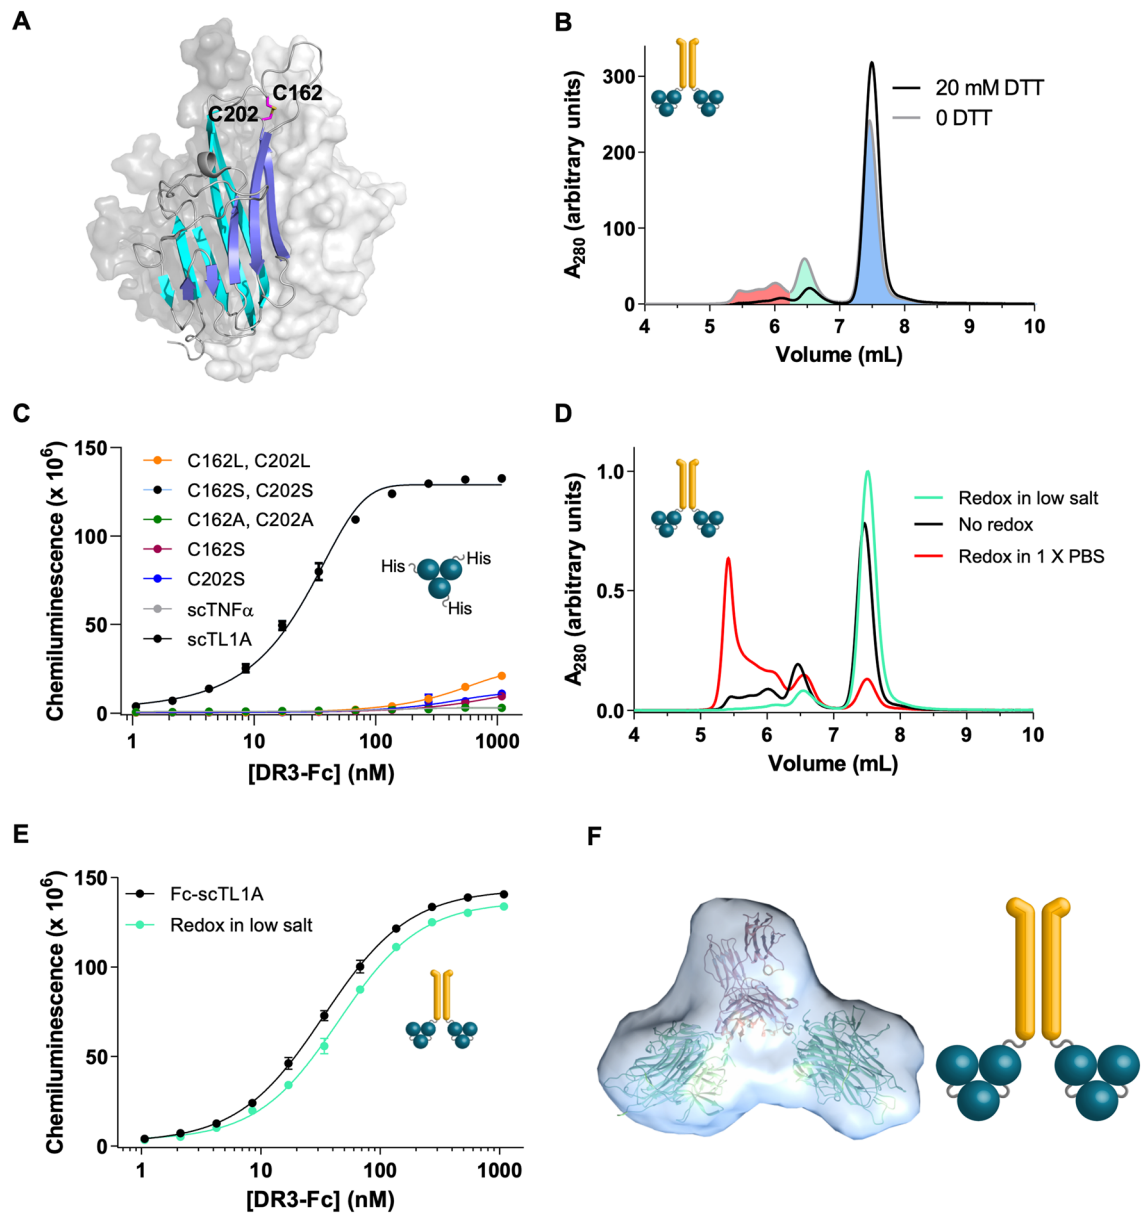 A
C162
C202
B
A280 (arbitrary units)
300
200
100
0
20 mM DTT
0 DTT
4 5 6 7 8 9 10
Volume (mL)
C
Chemiluminescence (x 10⁶)
150
100
50
0
C162L, C202L
C162S, C202S
C162A, C202A
C162S
C202S
scTNFα
scTL1A
His
His
His
1 10 100 1000
[DR3-Fc] (nM)
D
A280 (arbitrary units)
1.0
0.5
0.0
Redox in low salt
No redox
Redox in 1 X PBS
4 5 6 7 8 9 10
Volume (mL)
E
Chemiluminescence (x 10⁶)
150
100
50
0
Fc-scTL1A
Redox in low salt
1 10 100 1000
[DR3-Fc] (nM)
F